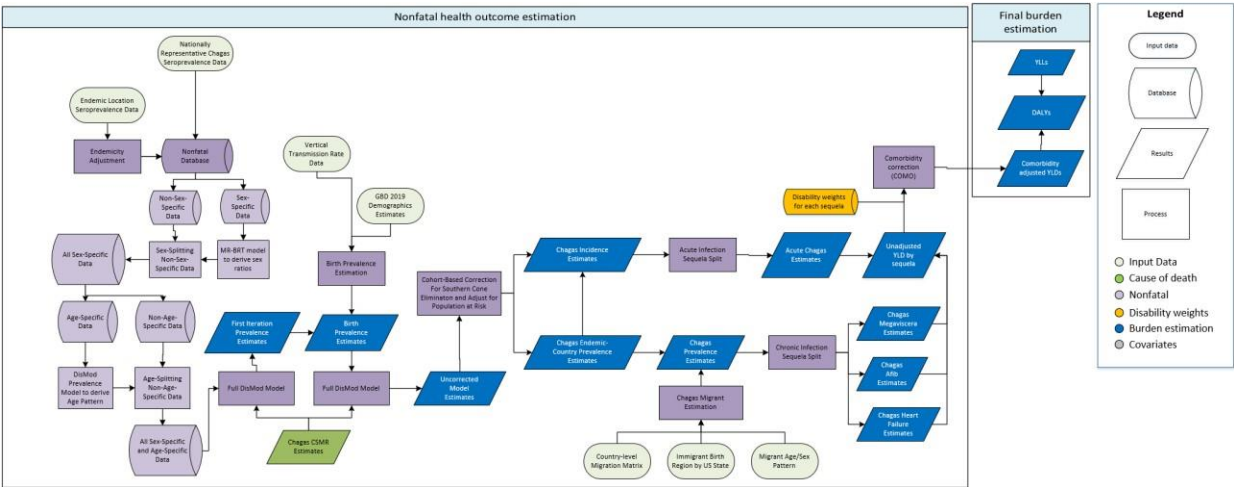 Nonfatal health outcome estimation
Nationally
Representative Chagas
Seroprevalence Data
Endemic Location
Seroprevalence Data
Endemicity
Adjustment
Nonfatal
Database
Non-Sex-
Specific
Data
Sex-
Specific
Data
All Sex-Specific
Data
Sex-Splitting
Non-Sex-
Specific Data
MR-BRT model
to derive sex
ratios
Age-Specific
Data
Non-Age-
Specific Data
DisMod
Prevalence
Model to derive
Age Pattern
Age-Splitting
Non-Age-
Specific Data
All Sex-Specific
and Age-Specific Data
Vertical
Transmission Rate
Data
GBD 2019
Demographics
Estimates
Birth Prevalence
Estimation
First Iteration
Prevalence
Estimates
Birth
Prevalence
Estimates
Full DisMod Model
Full DisMod Model
Chagas CSMR
Estimates
Uncorrected
Model
Estimates
Cohort-Based Correction
For Southern Cone
Elimination and Adjust for
Population at Risk
Chagas Incidence
Estimates
Acute Infection
Sequela Split
Acute Chagas
Estimates
Unadjusted
YLD by
sequela
Disability weights
for each sequela
Comorbidity
correction
(COMO)
Chagas Endemic-
Country Prevalence
Estimates
Chagas
Prevalence
Estimates
Chronic Infection
Sequela Split
Chagas
Megaviscera
Estimates
Chagas
Afib
Estimates
Chagas Heart
Failure
Estimates
Chagas Migrant
Estimation
Country-level
Migration Matrix
Immigrant Birth
Region by US State
Migrant Age/Sex
Pattern
Final burden
estimation
YLLs
DALYs
Comorbidity
adjusted YLDs
Legend
Input data
Database
Results
Process
Input Data
Cause of death
Nonfatal
Disability weights
Burden estimation
Covariates